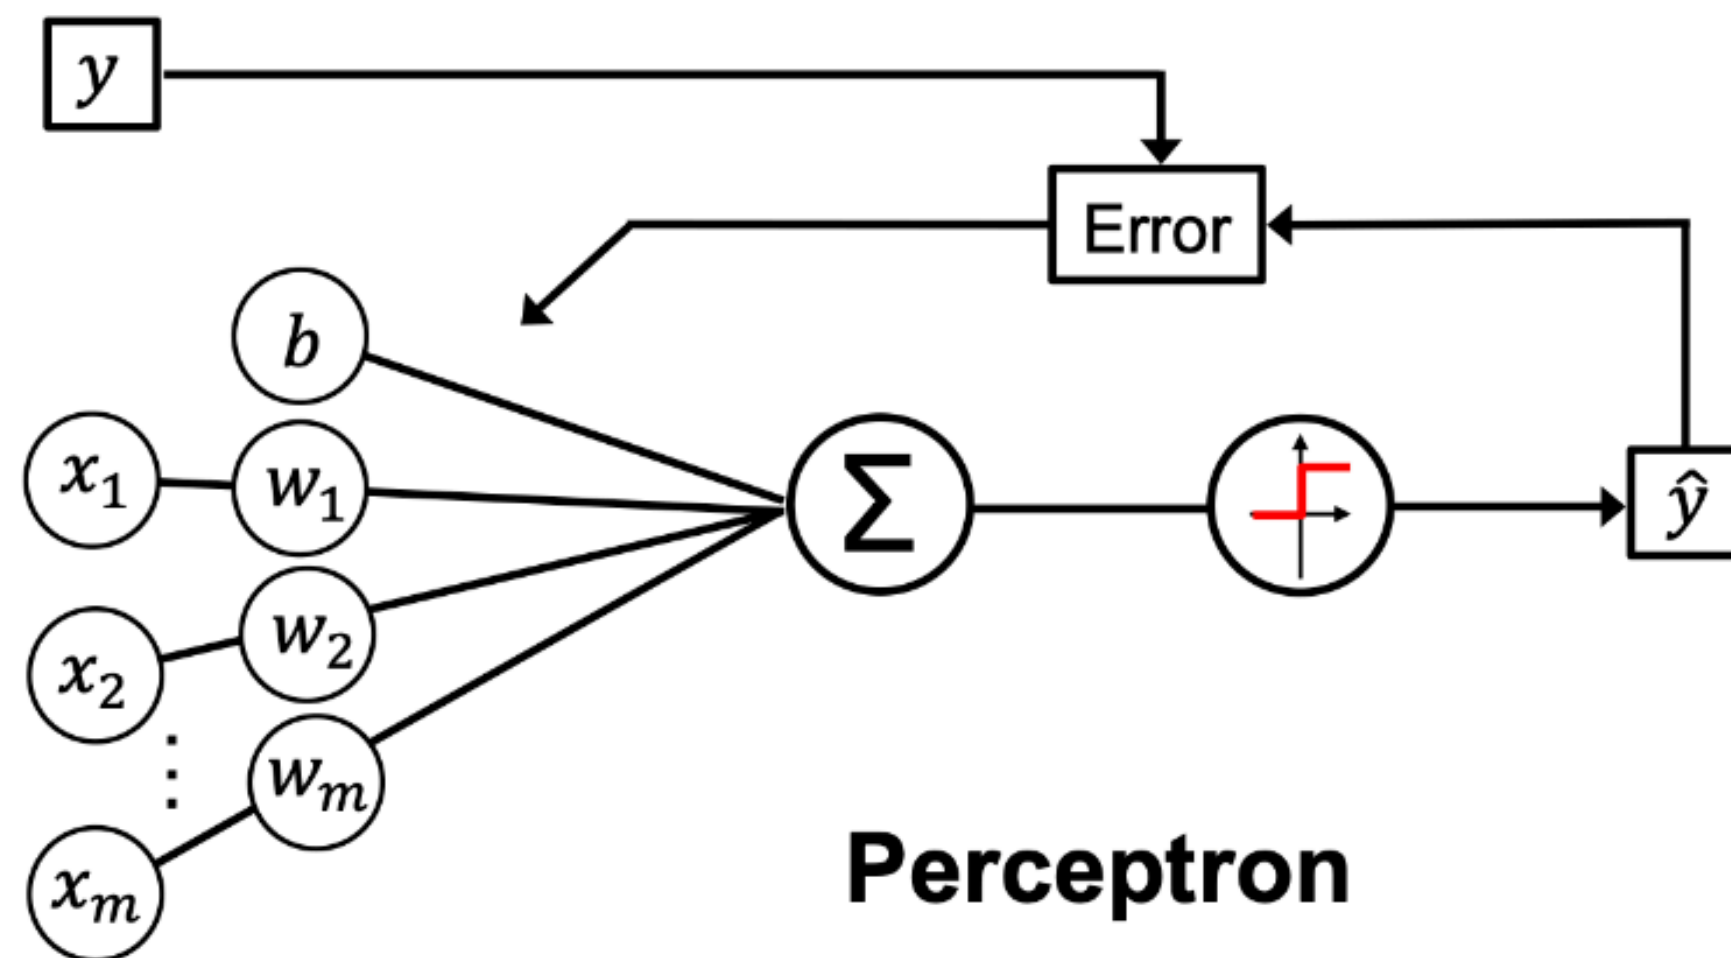 y
Error
b
x₁
w₁
Σ
ŷ
w₂
x₂
⋮
wₘ
xₘ
Perceptron